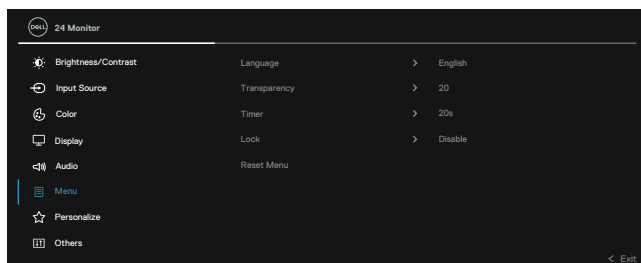 DELL 24 Monitor
Brightness/Contrast Language > English
Input Source Transparency > 20
Color Timer > 20s
Display Lock > Disable
Audio Reset Menu
Menu
Personalize
Others
< Exit